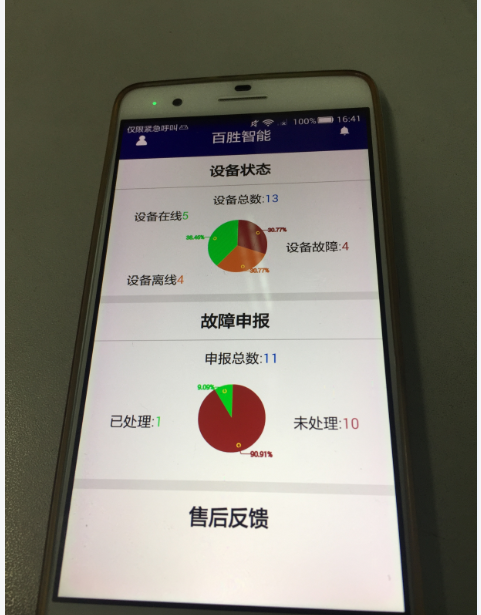 仅限紧急呼叫
100% 16:41
百胜智能
设备状态
设备总数:13
设备在线5
38.46%
30.77%
设备故障:4
30.77%
设备离线4
故障申报
申报总数:11
9.09%
已处理:1
未处理:10
90.91%
售后反馈